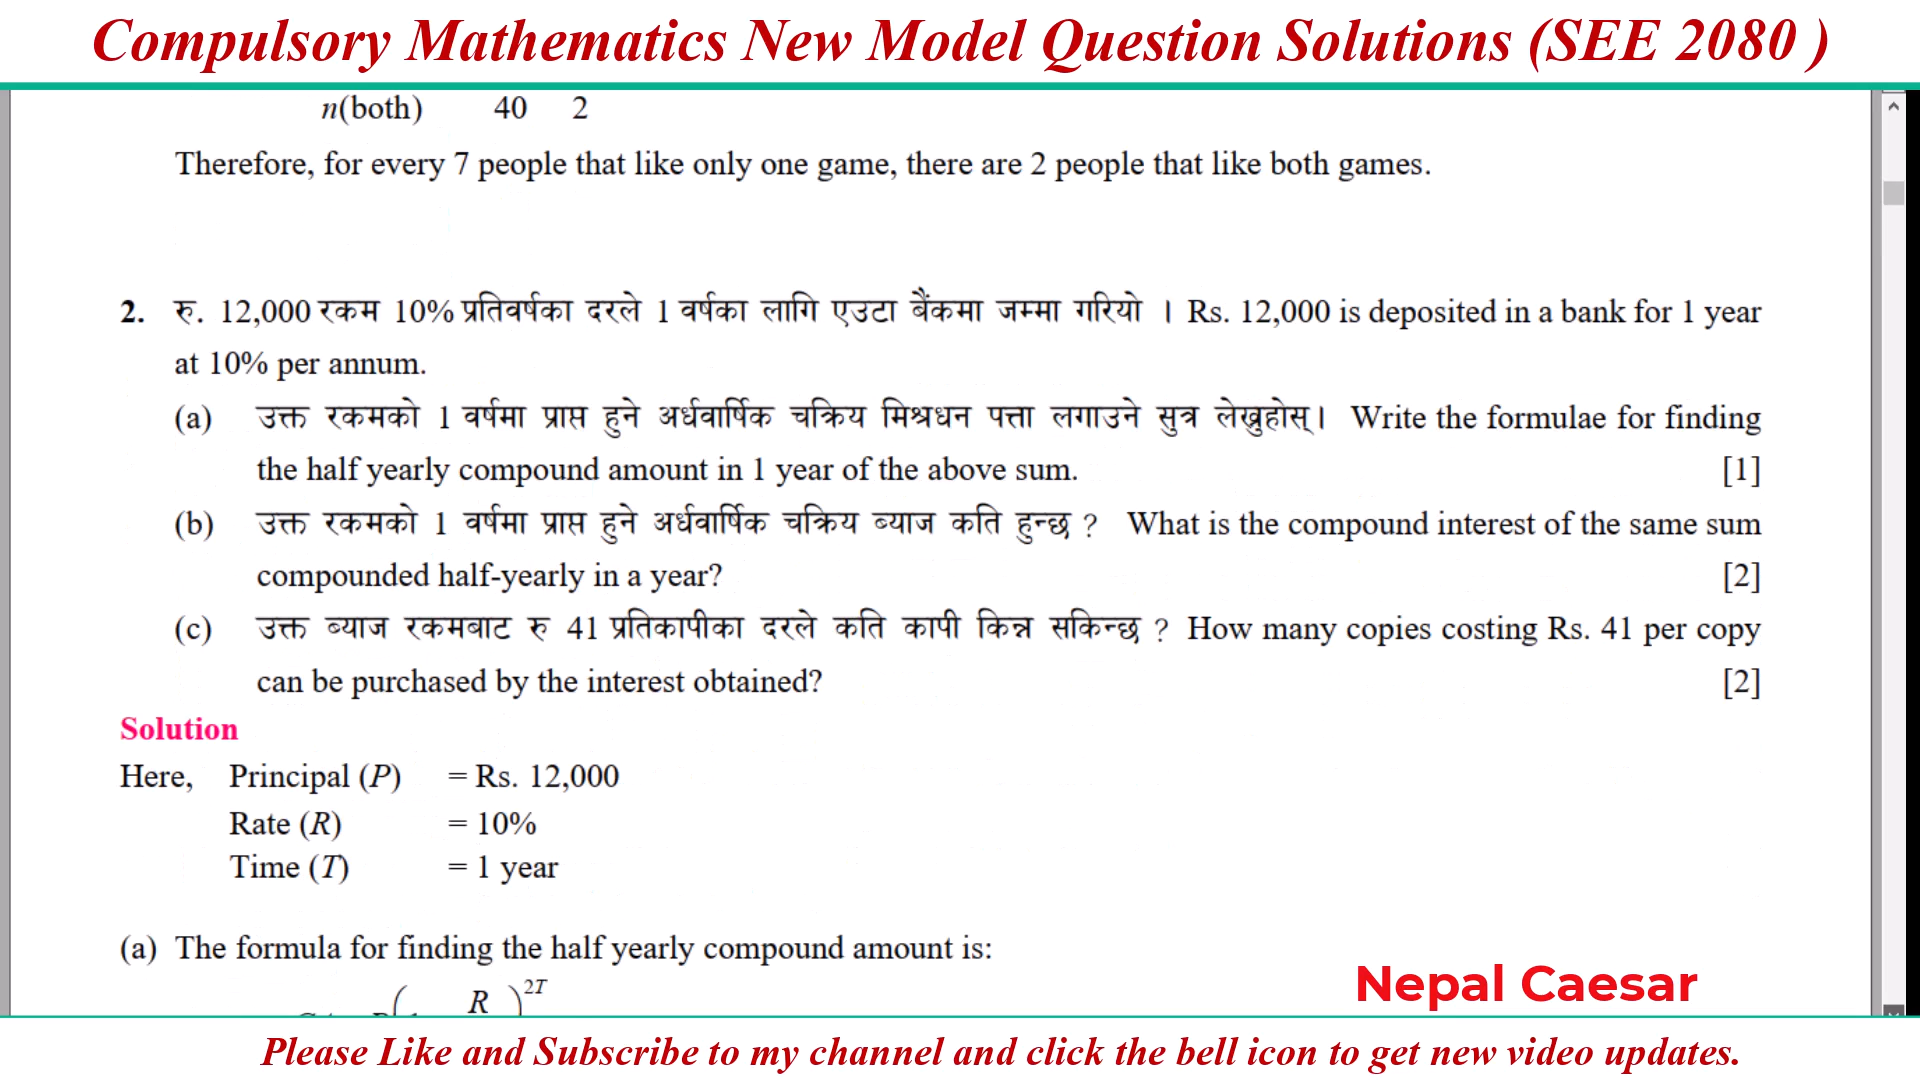 Compulsory Mathematics New Model Question Solutions (SEE 2080 )
n(both) 40 2
Therefore, for every 7 people that like only one game, there are 2 people that like both games.
2. रु. 12,000 रकम 10% प्रतिवर्षका दरले 1 वर्षका लागि एउटा बैंकमा जम्मा गरियो । Rs. 12,000 is deposited in a bank for 1 year
at 10% per annum.
(a) उक्त रकमको 1 वर्षमा प्राप्त हुने अर्धवार्षिक चक्रिय मिश्रधन पत्ता लगाउने सुत्र लेख्नुहोस्। Write the formulae for finding
the half yearly compound amount in 1 year of the above sum. [1]
(b) उक्त रकमको 1 वर्षमा प्राप्त हुने अर्धवार्षिक चक्रिय ब्याज कति हुन्छ ? What is the compound interest of the same sum
compounded half-yearly in a year? [2]
(c) उक्त ब्याज रकमबाट रु 41 प्रतिकापीका दरले कति कापी किन्न सकिन्छ ? How many copies costing Rs. 41 per copy
can be purchased by the interest obtained? [2]
Solution
Here, Principal (P) = Rs. 12,000
Rate (R) = 10%
Time (T) = 1 year
(a) The formula for finding the half yearly compound amount is:
( R )^2T
Nepal Caesar
Please Like and Subscribe to my channel and click the bell icon to get new video updates.